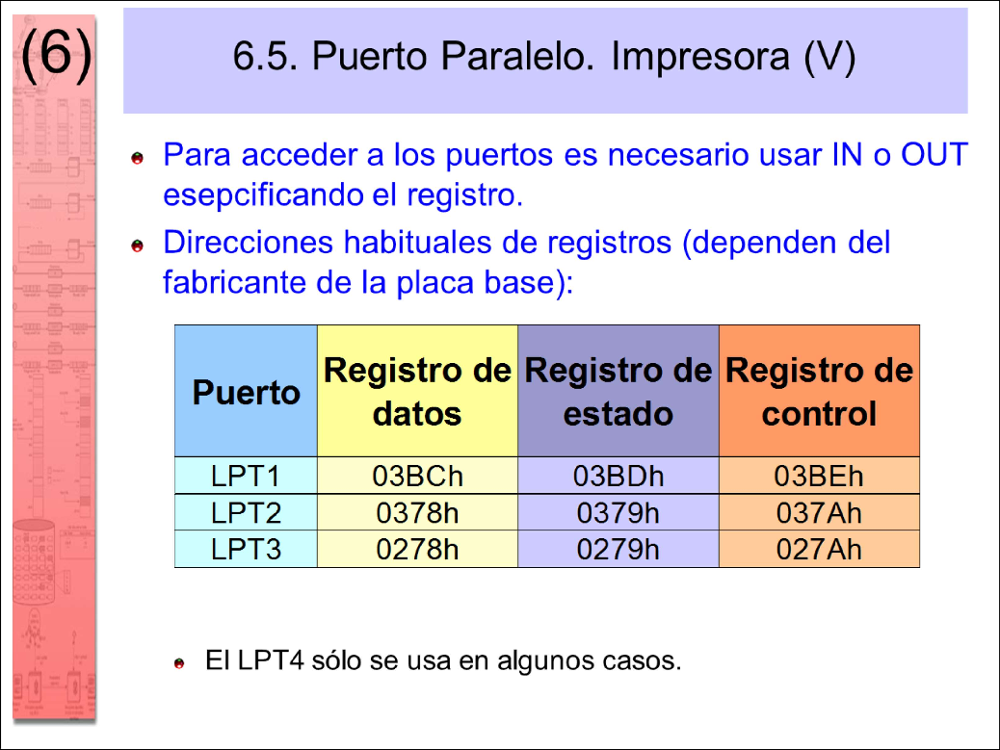 (6)
6.5. Puerto Paralelo. Impresora (V)
Para acceder a los puertos es necesario usar IN o OUT
esepcificando el registro.
Direcciones habituales de registros (dependen del
fabricante de la placa base):
Puerto Registro de datos Registro de estado Registro de control
LPT1 03BCh 03BDh 03BEh
LPT2 0378h 0379h 037Ah
LPT3 0278h 0279h 027Ah
El LPT4 sólo se usa en algunos casos.